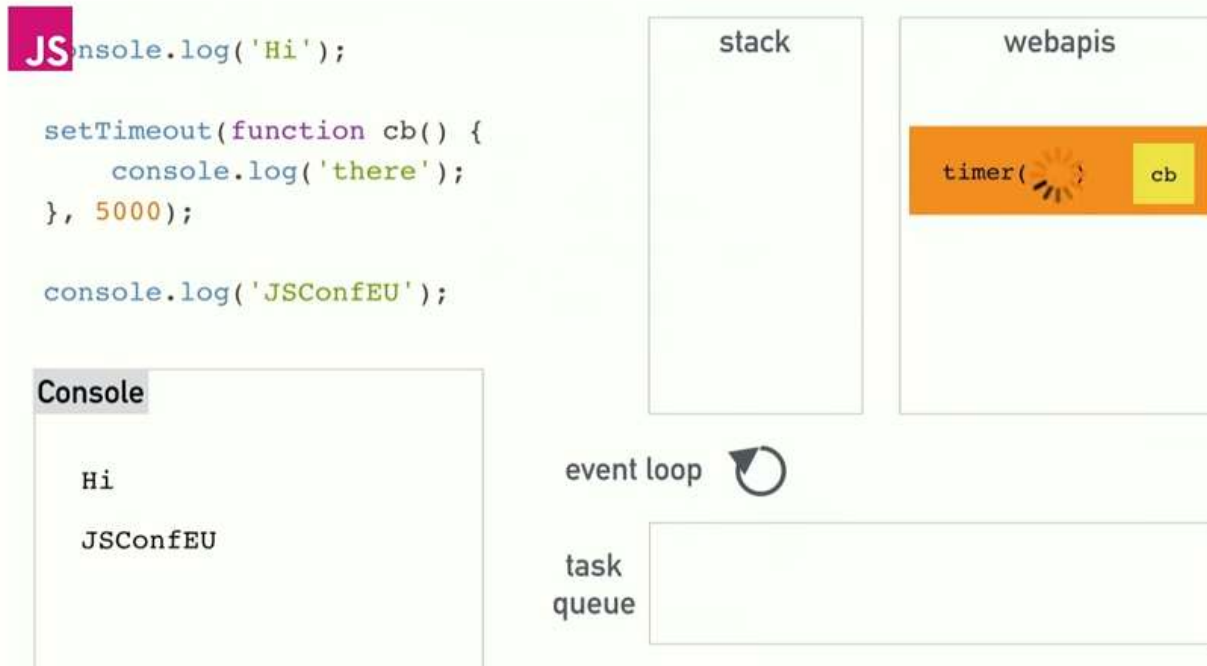 JS
onsole.log('Hi');
setTimeout(function cb() {
console.log('there');
}, 5000);
console.log('JSConfEU');
Console
Hi
JSConfEU
stack
webapis
timer( )
cb
event loop
task
queue